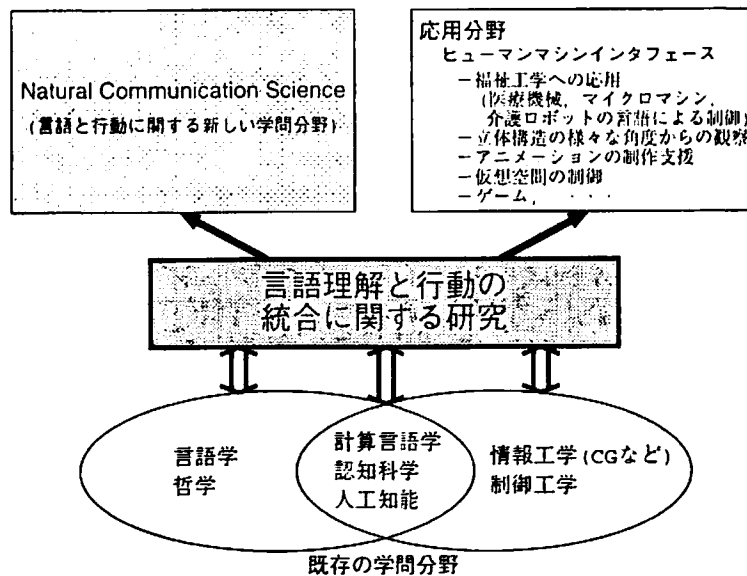 Natural Communication Science
(言語と行動に関する新しい学問分野)
応用分野
ヒューマンマシンインタフェース
－福祉工学への応用
(医療機械，マイクロマシン，
介護ロボットの言語による制御)
－立体構造の様々な角度からの観察
－アニメーションの制作支援
－仮想空間の制御
－ゲーム，・・・
言語理解と行動の
統合に関する研究
言語学
哲学
計算言語学
認知科学
人工知能
情報工学(CGなど)
制御工学
既存の学問分野